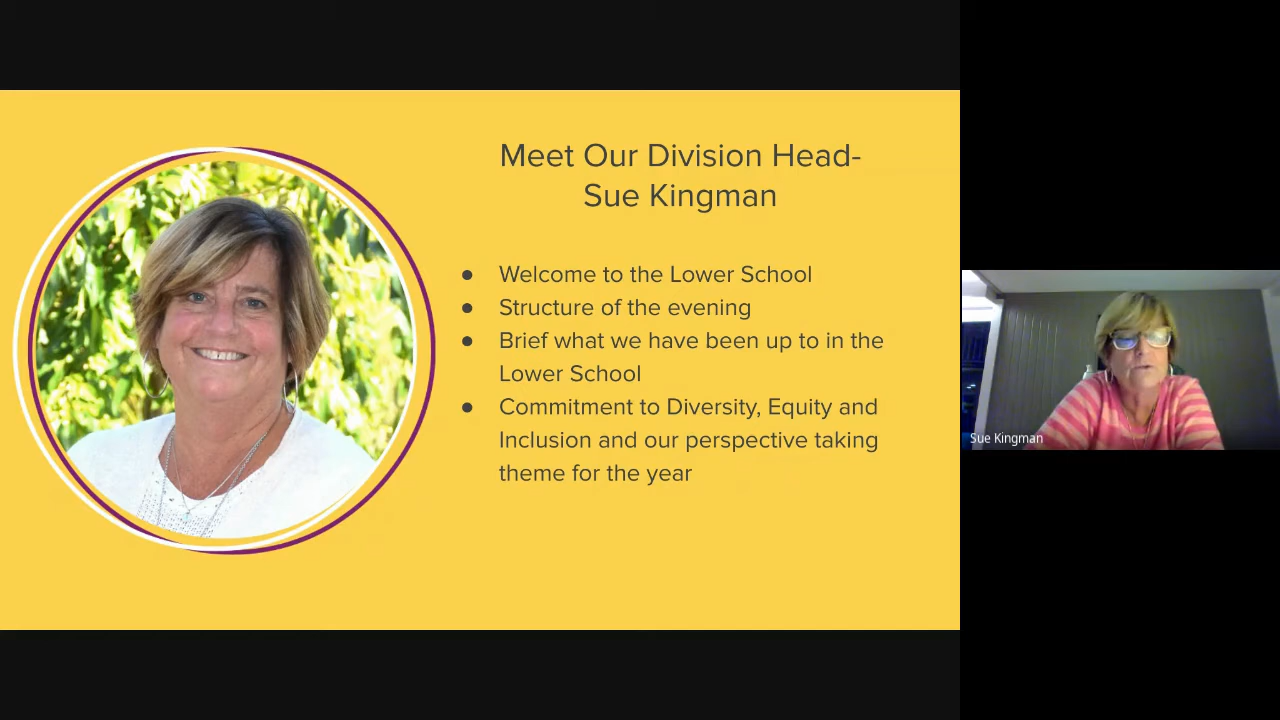 Meet Our Division Head-
Sue Kingman
● Welcome to the Lower School
● Structure of the evening
● Brief what we have been up to in the
Lower School
● Commitment to Diversity, Equity and
Inclusion and our perspective taking
theme for the year
Sue Kingman